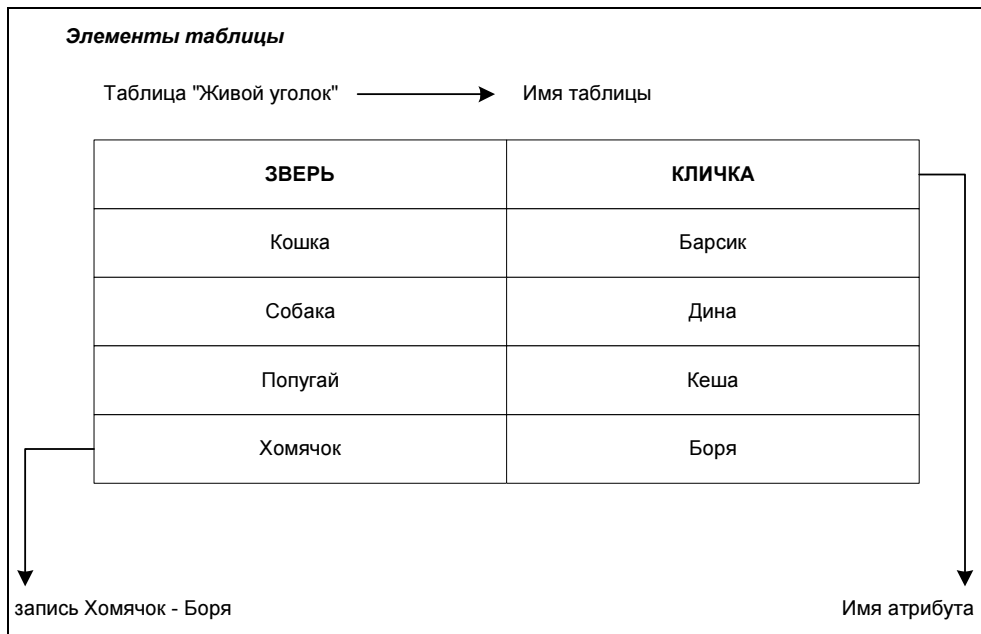 Элементы таблицы
Таблица "Живой уголок" Имя таблицы
ЗВЕРЬ КЛИЧКА
Кошка Барсик
Собака Дина
Попугай Кеша
Хомячок Боря
запись Хомячок - Боря Имя атрибута